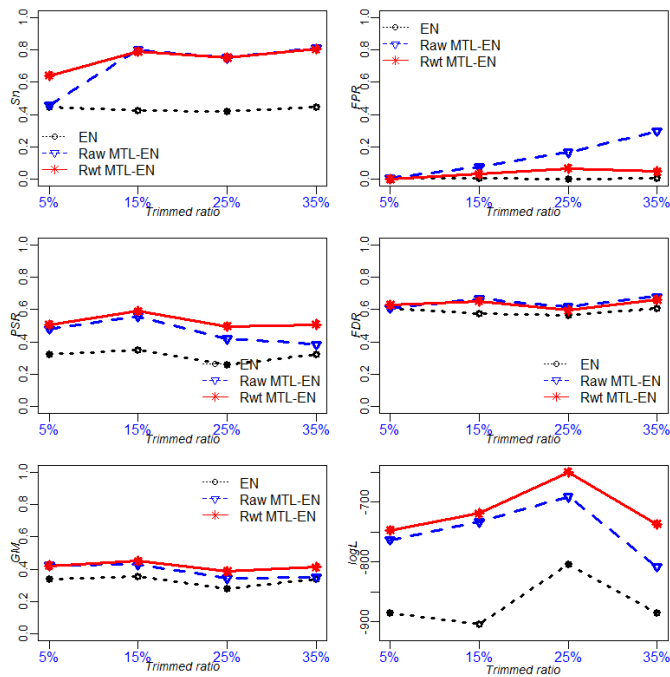 1.0
0.8
0.6
0.4
0.2
0.0
Sn
EN
Raw MTL-EN
Rwt MTL-EN
5% 15% 25% 35%
Trimmed ratio
1.0
0.8
0.6
0.4
0.2
0.0
FPR
EN
Raw MTL-EN
Rwt MTL-EN
5% 15% 25% 35%
Trimmed ratio
1.0
0.8
0.6
0.4
0.2
0.0
PSR
EN
Raw MTL-EN
Rwt MTL-EN
5% 15% 25% 35%
Trimmed ratio
1.0
0.8
0.6
0.4
0.2
0.0
FDR
EN
Raw MTL-EN
Rwt MTL-EN
5% 15% 25% 35%
Trimmed ratio
1.0
0.8
0.6
0.4
0.2
0.0
GM
EN
Raw MTL-EN
Rwt MTL-EN
5% 15% 25% 35%
Trimmed ratio
-700
-800
-900
logL
5% 15% 25% 35%
Trimmed ratio